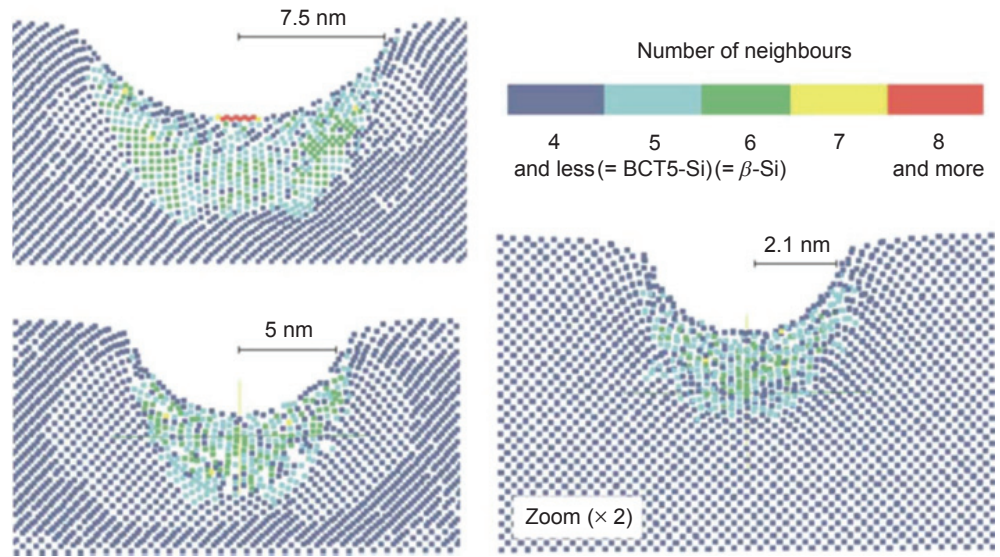 7.5 nm
Number of neighbours
4 5 6 7 8
and less (= BCT5-Si) (= β-Si) and more
2.1 nm
5 nm
Zoom (× 2)